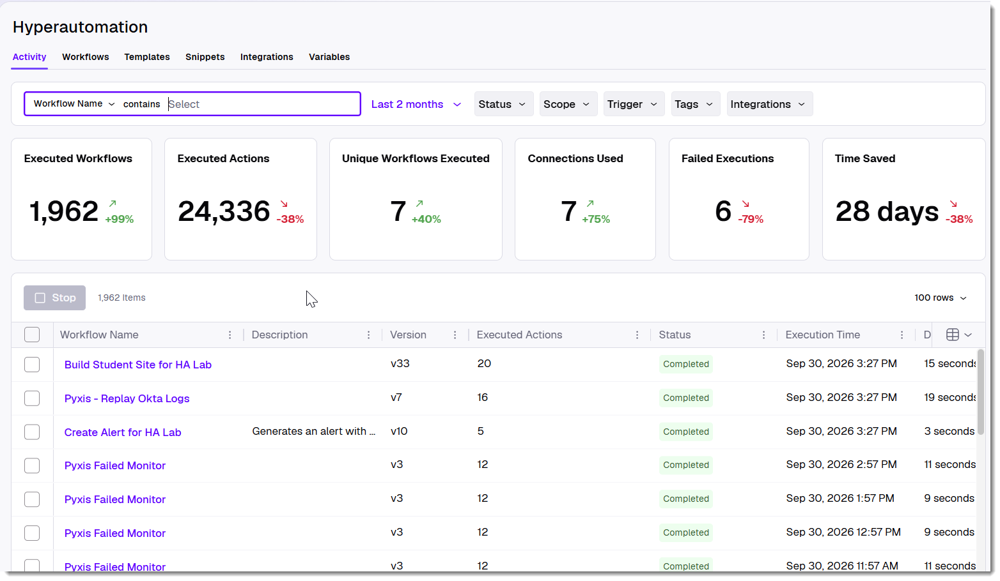 Hyperautomation
Activity Workflows Templates Snippets Integrations Variables
Workflow Name contains Select Last 2 months Status Scope Trigger Tags Integrations
Executed Workflows Executed Actions Unique Workflows Executed Connections Used Failed Executions Time Saved
1,962 +99% 24,336 -38% 7 +40% 7 +75% 6 -79% 28 days -38%
Stop 1,962 Items 100 rows
Workflow Name Description Version Executed Actions Status Execution Time D
Build Student Site for HA Lab v33 20 Completed Sep 30, 2026 3:27 PM 15 seconds
Pyxis - Replay Okta Logs v7 16 Completed Sep 30, 2026 3:27 PM 19 seconds
Create Alert for HA Lab Generates an alert with ... v10 5 Completed Sep 30, 2026 3:27 PM 3 seconds
Pyxis Failed Monitor v3 12 Completed Sep 30, 2026 2:57 PM 11 seconds
Pyxis Failed Monitor v3 12 Completed Sep 30, 2026 1:57 PM 9 seconds
Pyxis Failed Monitor v3 12 Completed Sep 30, 2026 12:57 PM 9 seconds
Pyxis Failed Monitor v3 12 Completed Sep 30, 2026 11:57 AM 11 seconds